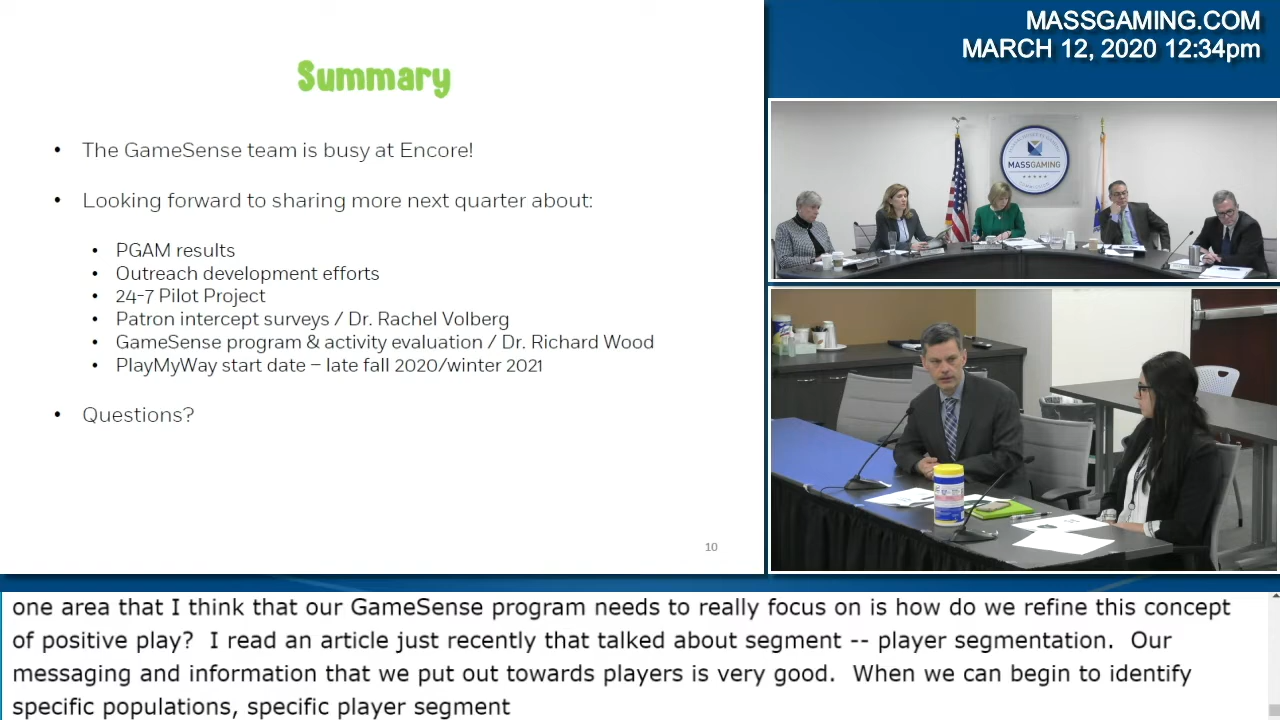 MASSGAMING.COM
MARCH 12, 2020 12:34pm
Summary
• The GameSense team is busy at Encore!
• Looking forward to sharing more next quarter about:
• PGAM results
• Outreach development efforts
• 24-7 Pilot Project
• Patron intercept surveys / Dr. Rachel Volberg
• GameSense program & activity evaluation / Dr. Richard Wood
• PlayMyWay start date – late fall 2020/winter 2021
• Questions?
10
MASSGAMING
one area that I think that our GameSense program needs to really focus on is how do we refine this concept
of positive play? I read an article just recently that talked about segment -- player segmentation. Our
messaging and information that we put out towards players is very good. When we can begin to identify
specific populations, specific player segment